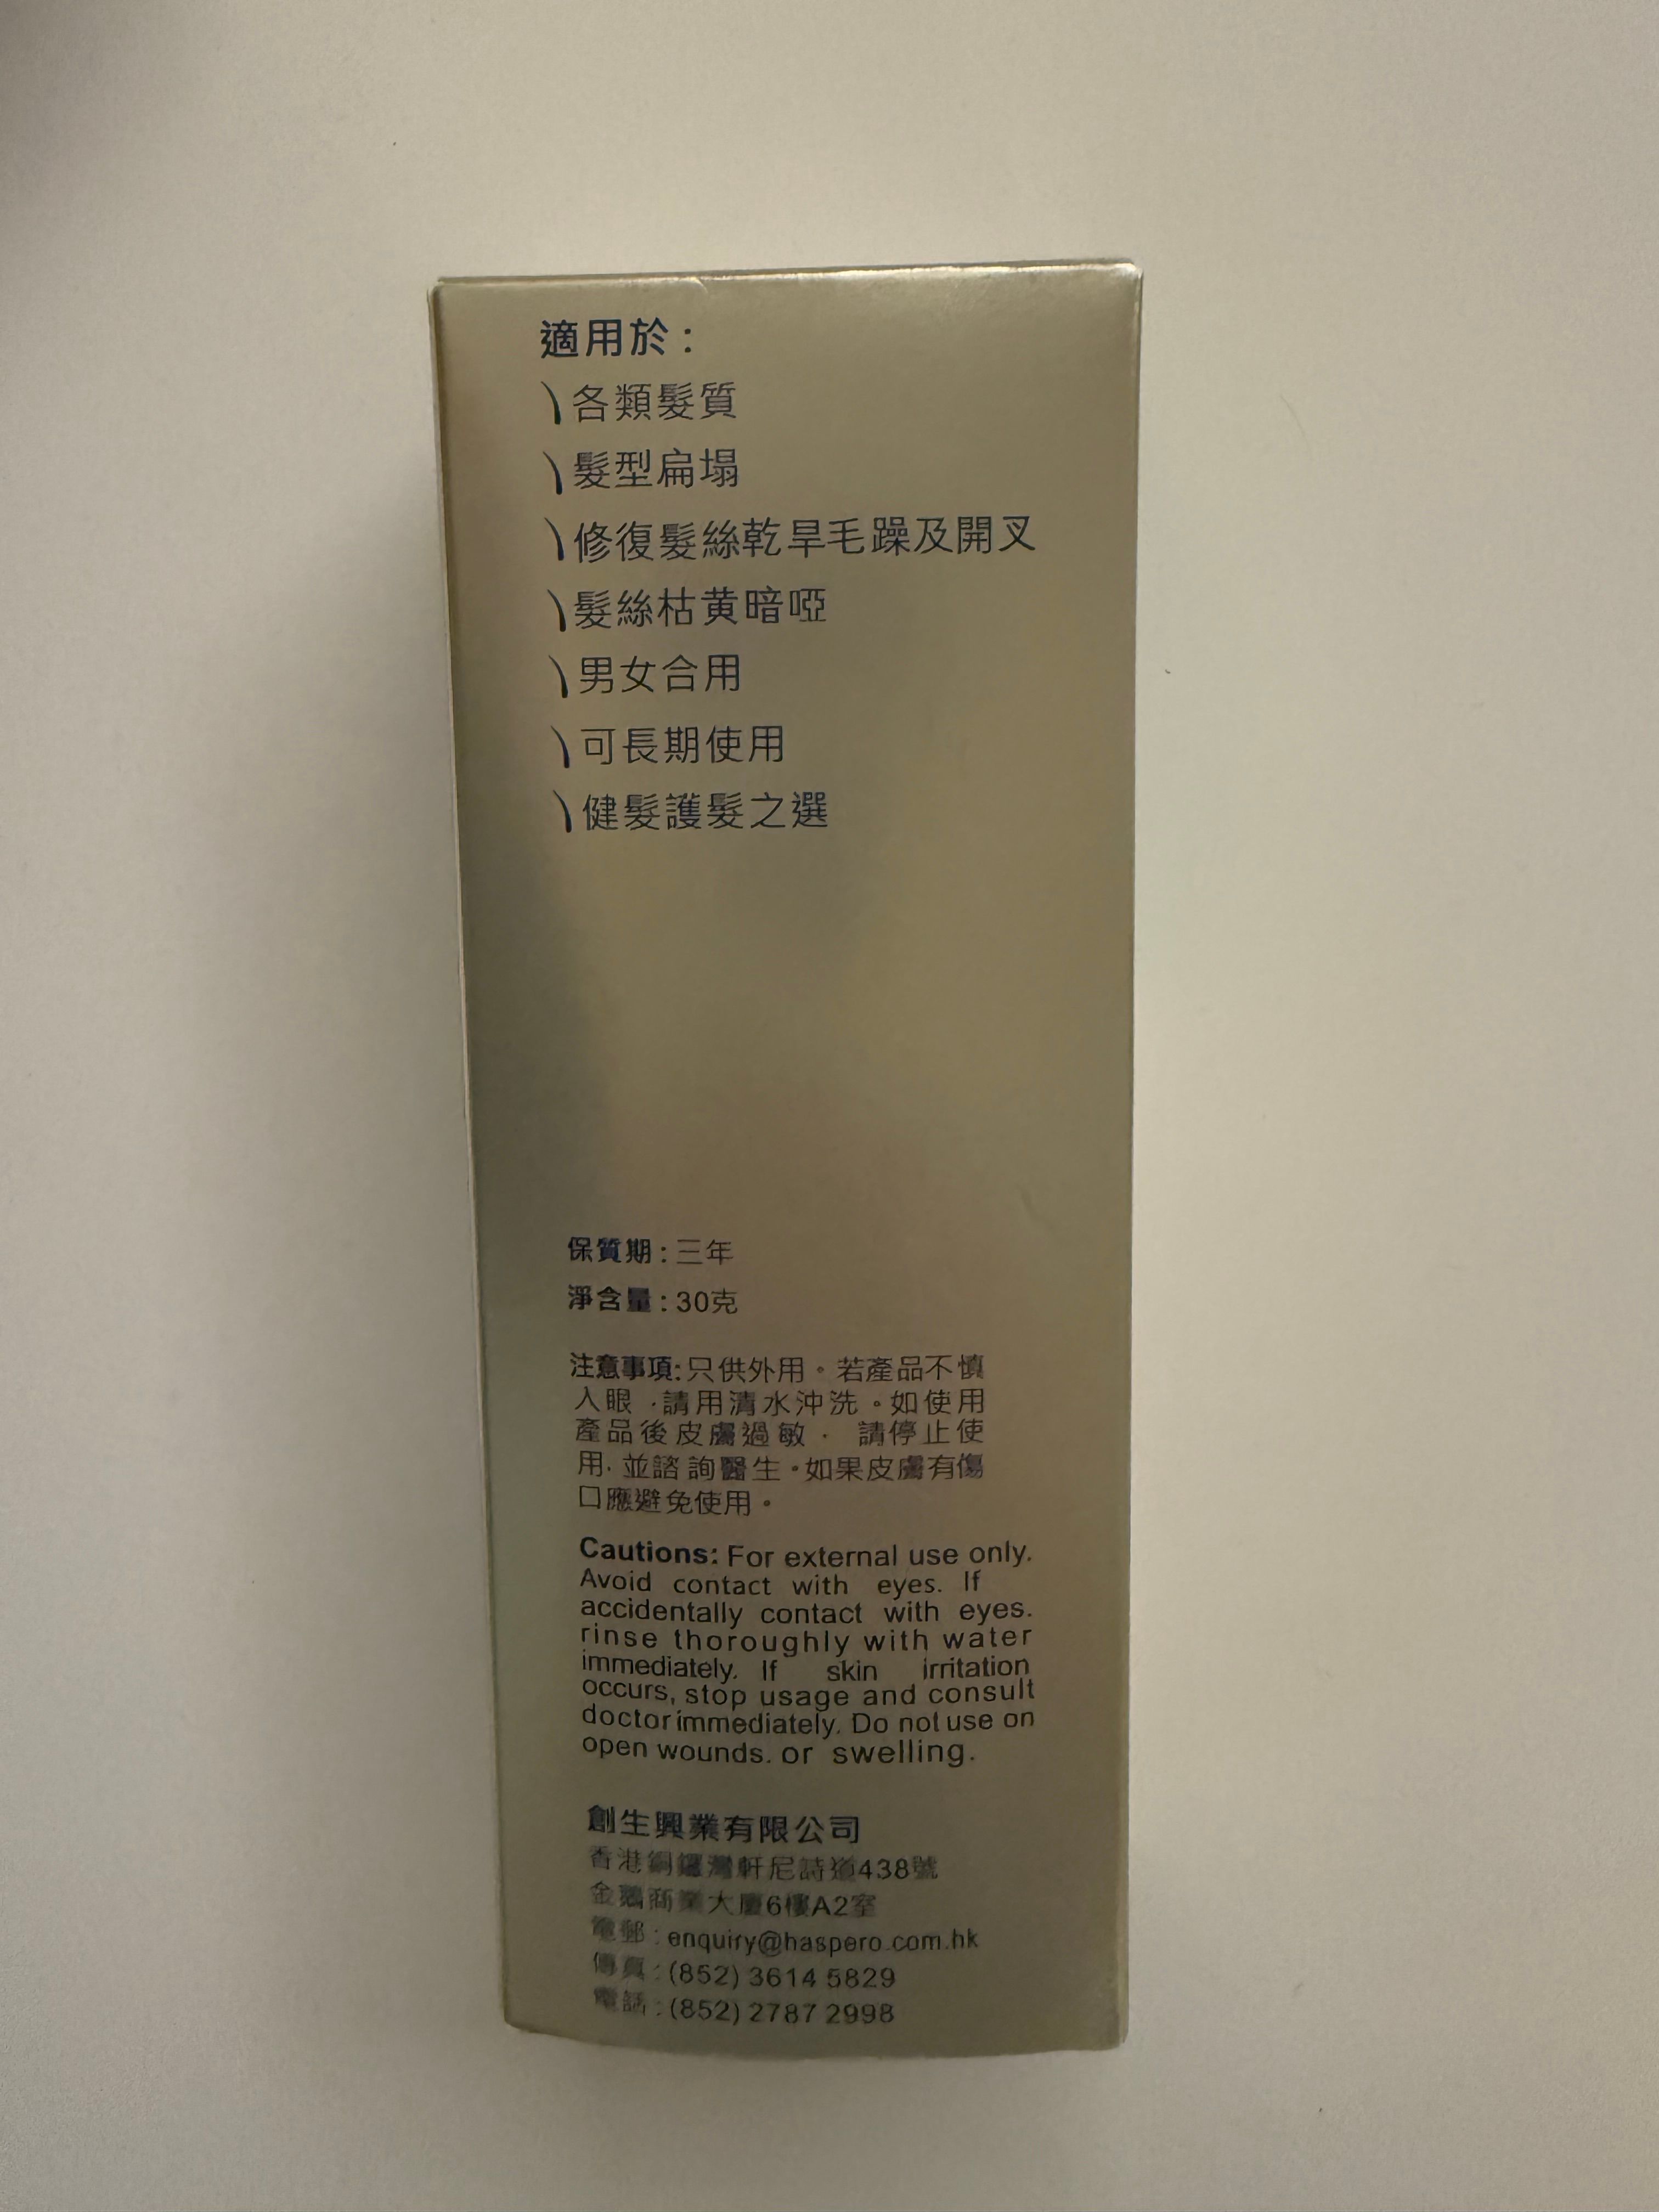 適用於：
\各類髮質
\髮型扁塌
\修復髮絲乾旱毛躁及開叉
\髮絲枯黄暗啞
\男女合用
\可長期使用
\健髮護髮之選
保質期：三年
淨含量：30克
注意事項:只供外用。若產品不慎
入眼，請用清水沖洗。如使用
產品後皮膚過敏， 請停止使
用，並諮詢醫生。如果皮膚有傷
口應避免使用。
Cautions: For external use only.
Avoid contact with eyes. If
accidentally contact with eyes.
rinse thoroughly with water
immediately. If skin irritation
occurs, stop usage and consult
doctor immediately. Do not use on
open wounds. or swelling.
創生興業有限公司
香港銅鑼灣軒尼詩道438號
金鵝商業大廈6樓A2室
電郵：enquiry@haspero.com.hk
傳真：(852) 3614 5829
電話：(852) 2787 2998